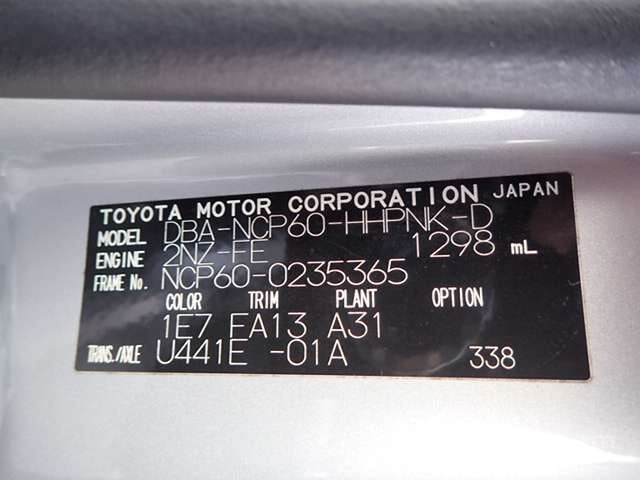 TOYOTA MOTOR CORPORATION JAPAN
MODEL DBA-NCP60-HHPNK-D
ENGINE 2NZ-FE 1298 mL
FRAME No. NCP60-0235365
COLOR TRIM PLANT OPTION
1E7 FA13 A31
TRANS./AXLE U441E -01A 338